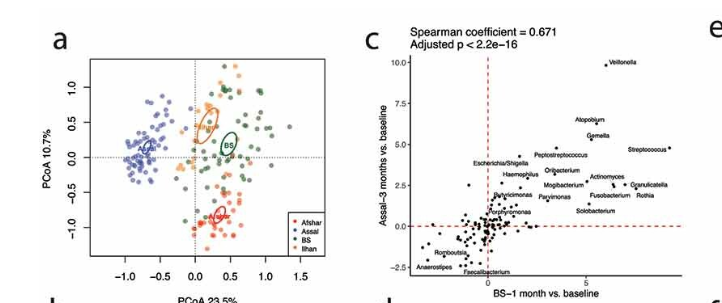 a
1.0
0.5
0.0
−0.5
−1.0
PCoA 10.7%
BS
Afshar
Assal
BS
Ilhan
−1.0 −0.5 0.0 0.5 1.0 1.5
PCoA 23.5%
c
Spearman coefficient = 0.671
Adjusted p < 2.2e−16
10.0
7.5
5.0
2.5
0.0
−2.5
Assal−3 months vs. baseline
Veillonella
Atopobium
Gemella
Streptococcus
Peptostreptococcus
Escherichia/Shigella
Oribacterium
Haemophilus
Actinomyces
Mogibacterium
Granulicatella
Butyricimonas
Parvimonas
Fusobacterium
Rothia
Porphyromonas
Solobacterium
Romboutsia
Anaerostipes
Faecalibacterium
0 5
BS−1 month vs. baseline
e